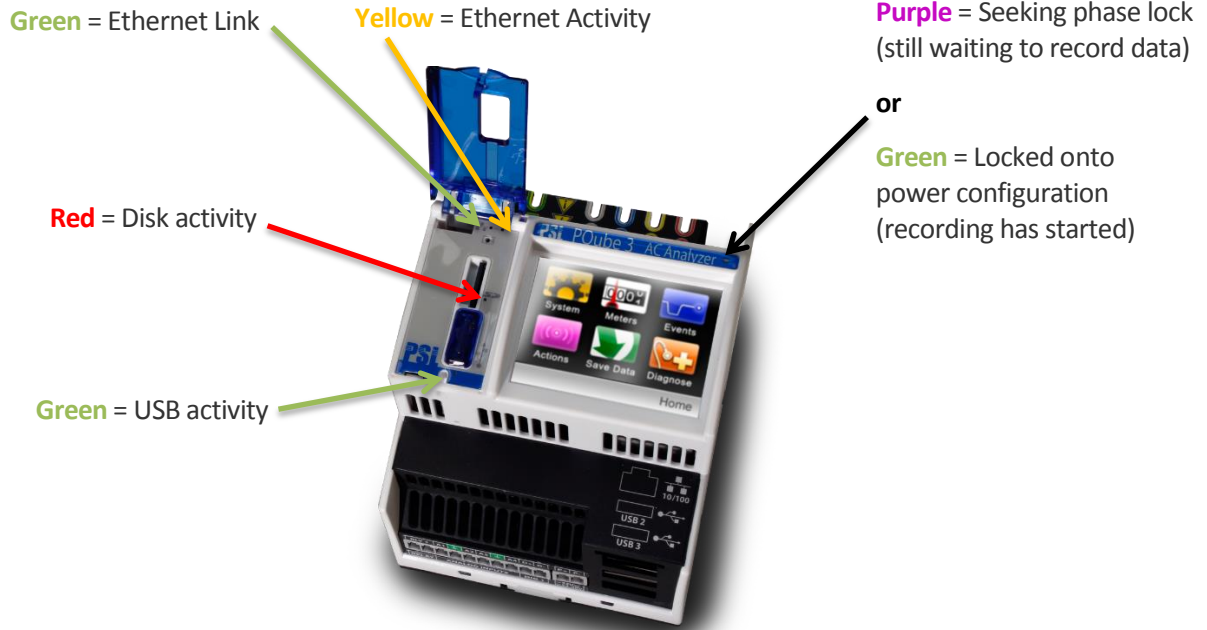 Green = Ethernet Link
Yellow = Ethernet Activity
Purple = Seeking phase lock
(still waiting to record data)
or
Green = Locked onto
power configuration
(recording has started)
Red = Disk activity
Green = USB activity
PSL PQube 3 AC Analyzer
System
Meters
Events
Actions
Save Data
Diagnose
Home
PSL
10/100
USB 2
USB 3